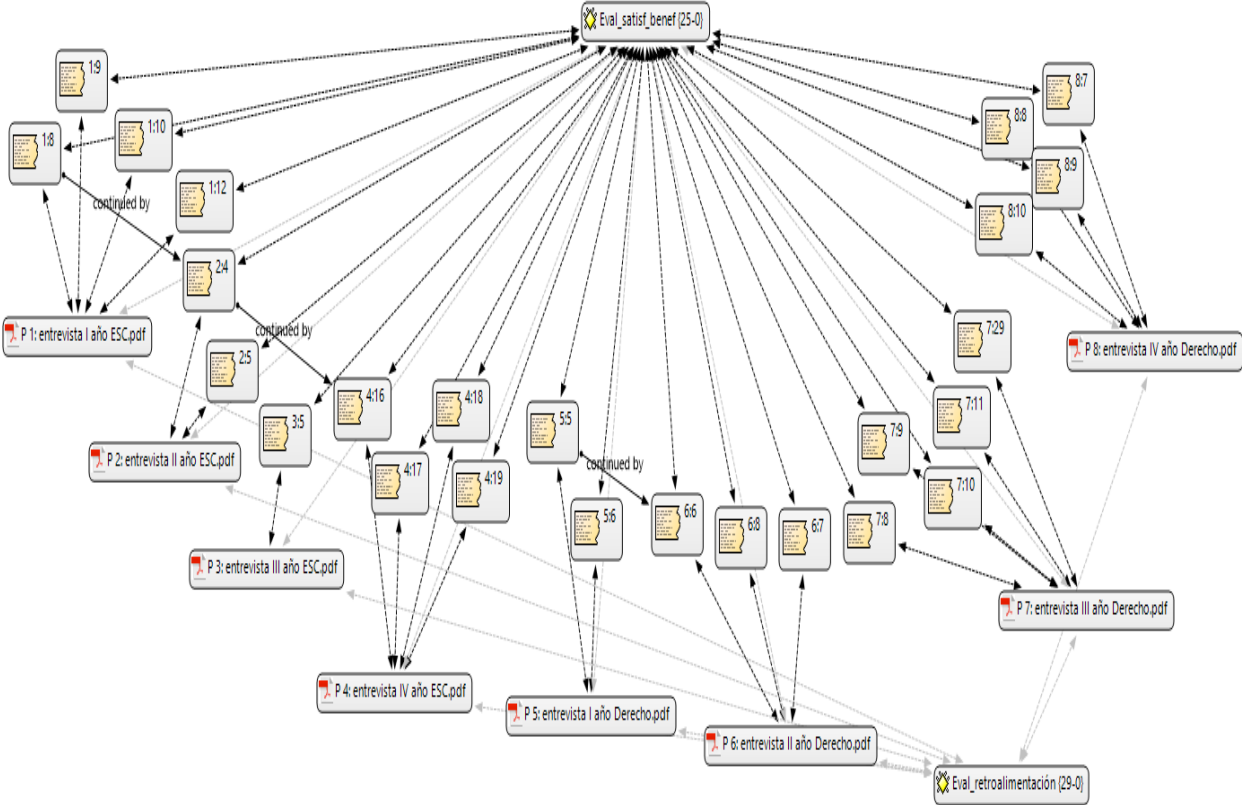 Eval_satisf_benef {25-0}
1:9
8:7
8:8
1:10
1:8
8:9
1:12
continued by
8:10
2:4
continued by
7:29
P 1: entrevista I año ESC.pdf
P 8: entrevista IV Derecho.pdf
2:5
4:16
4:18
7:11
3:5
5:5
7:9
P 2: entrevista II año ESC.pdf
4:17
4:19
continued by
7:10
5:6
6:6
6:8
6:7
7:8
P 3: entrevista III año ESC.pdf
P 7: entrevista III año Derecho.pdf
P 4: entrevista IV año ESC.pdf
P 5: entrevista I año Derecho.pdf
P 6: entrevista II año Derecho.pdf
Eval_retroalimentación {29-0}